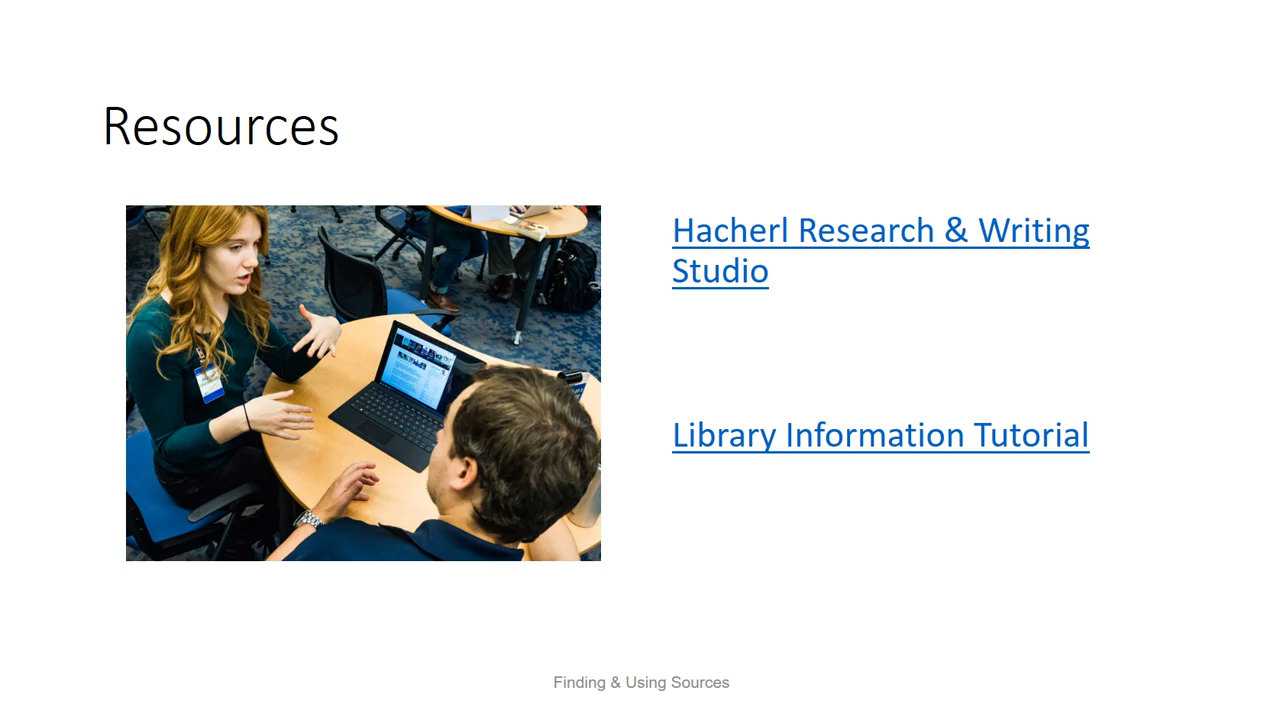 Resources
Hacherl Research & Writing
Studio
Library Information Tutorial
Finding & Using Sources